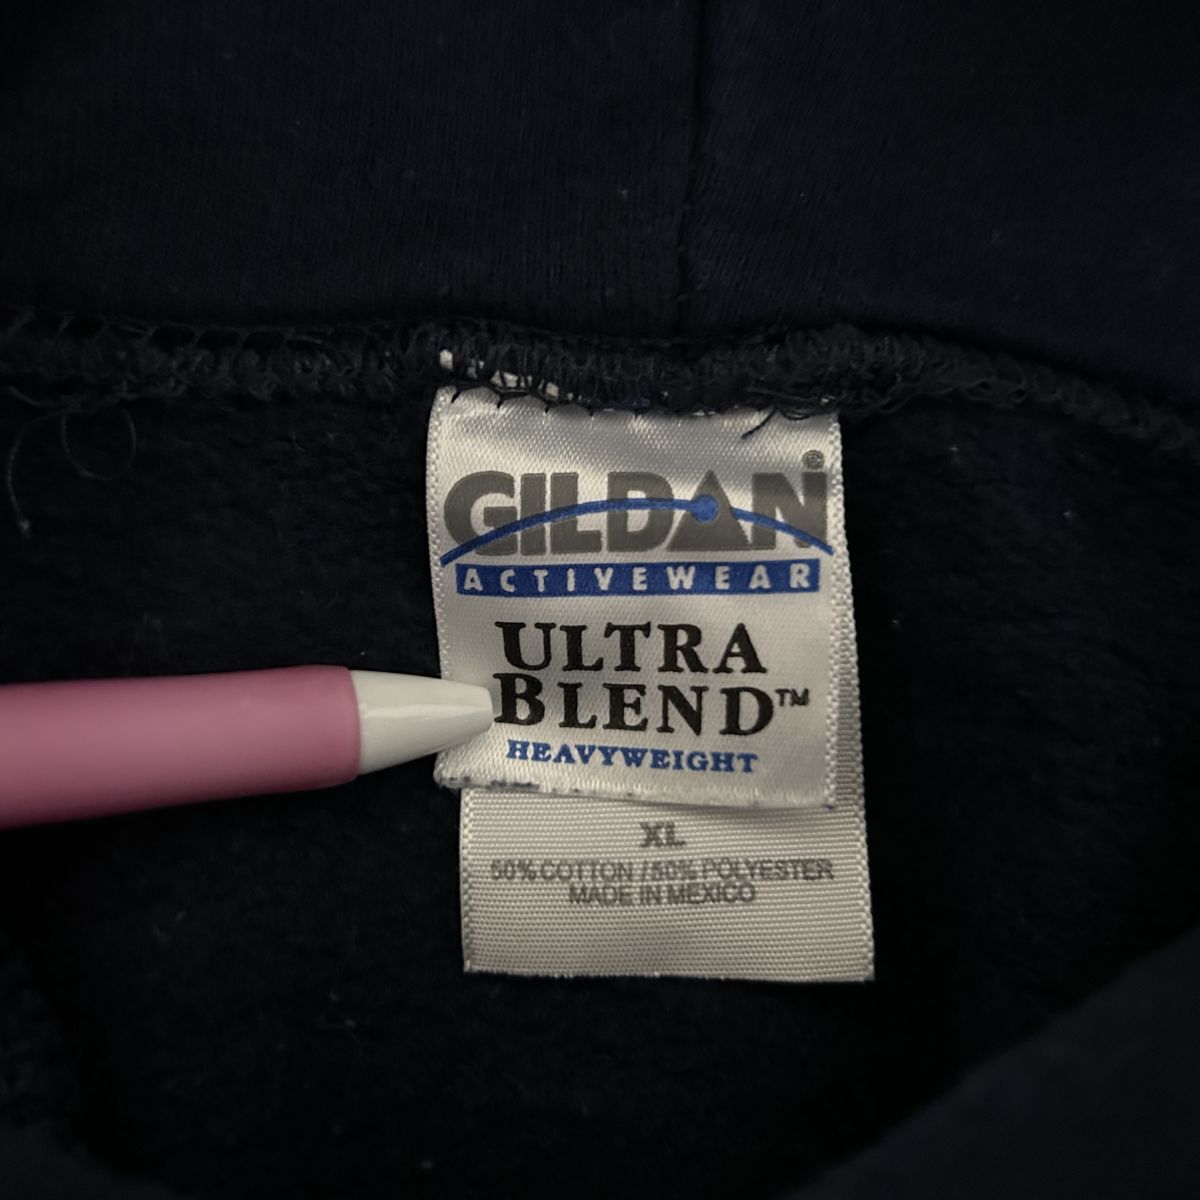 GILDAN®
ACTIVEWEAR
ULTRA
BLEND™
HEAVYWEIGHT
XL
50% COTTON / 50% POLYESTER
MADE IN MEXICO